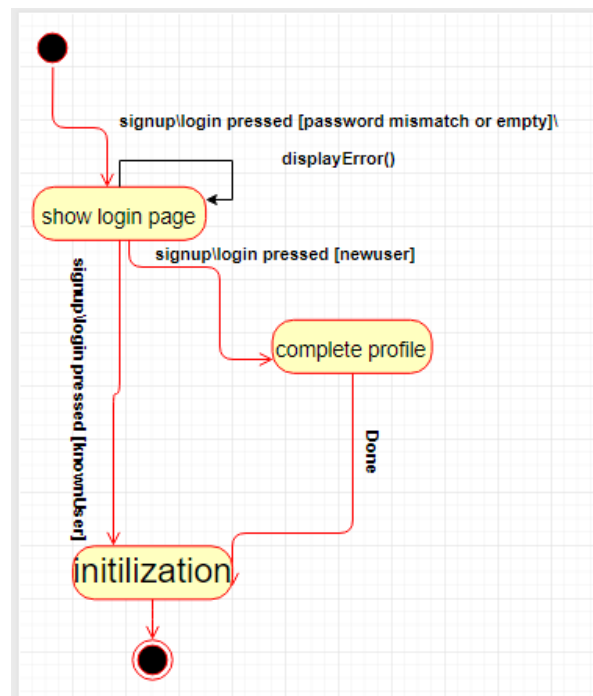 signup\login pressed [password mismatch or empty]\
displayError()
show login page
signup\login pressed [newuser]
signup\login pressed [knownUser]
complete profile
Done
initilization